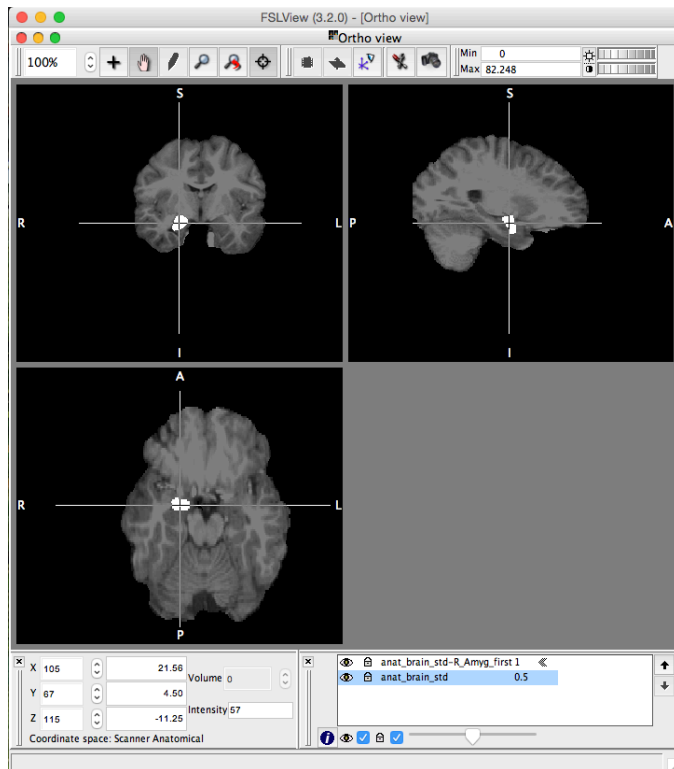 FSLView (3.2.0) - [Ortho view]
Ortho view
100%
Min 0
Max 82.248
S
R
L
I
S
P
A
I
A
R
L
P
X 105 21.56
Y 67 4.50
Z 115 -11.25
Volume 0
Intensity 57
Coordinate space: Scanner Anatomical
anat_brain_std-R_Amyg_first 1
anat_brain_std 0.5